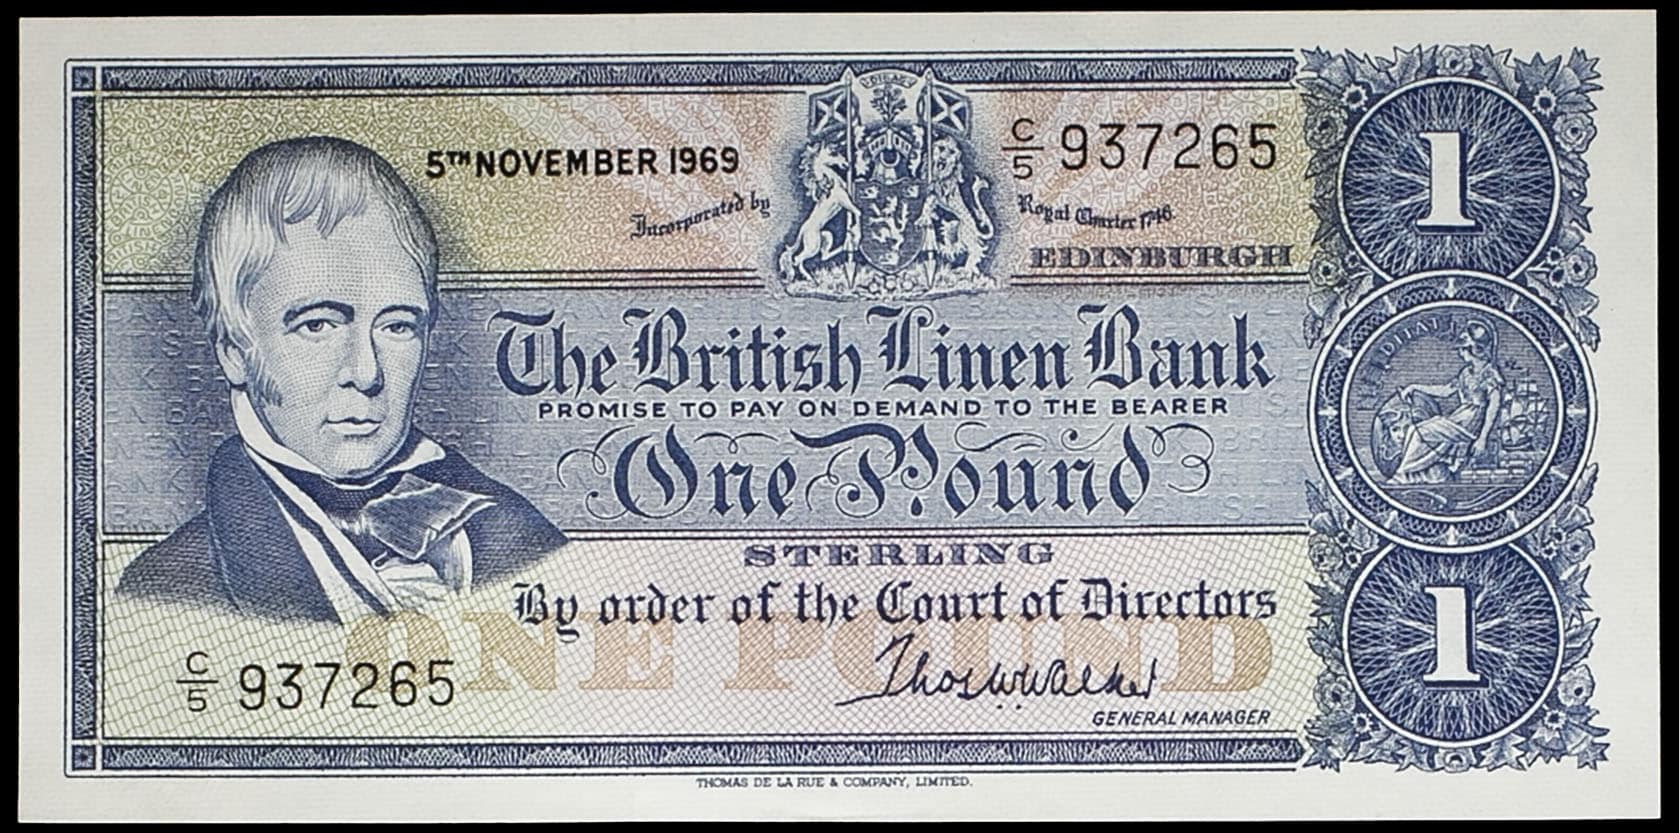 5TH NOVEMBER 1969
C/5 937265
Incorporated by
Royal Charter 1746
EDINBURGH
1
The British Linen Bank
PROMISE TO PAY ON DEMAND TO THE BEARER
One Pound
STERLING
By order of the Court of Directors
ONE POUND
1
C/5 937265
Thos W Walker
GENERAL MANAGER
THOMAS DE LA RUE & COMPANY, LIMITED.